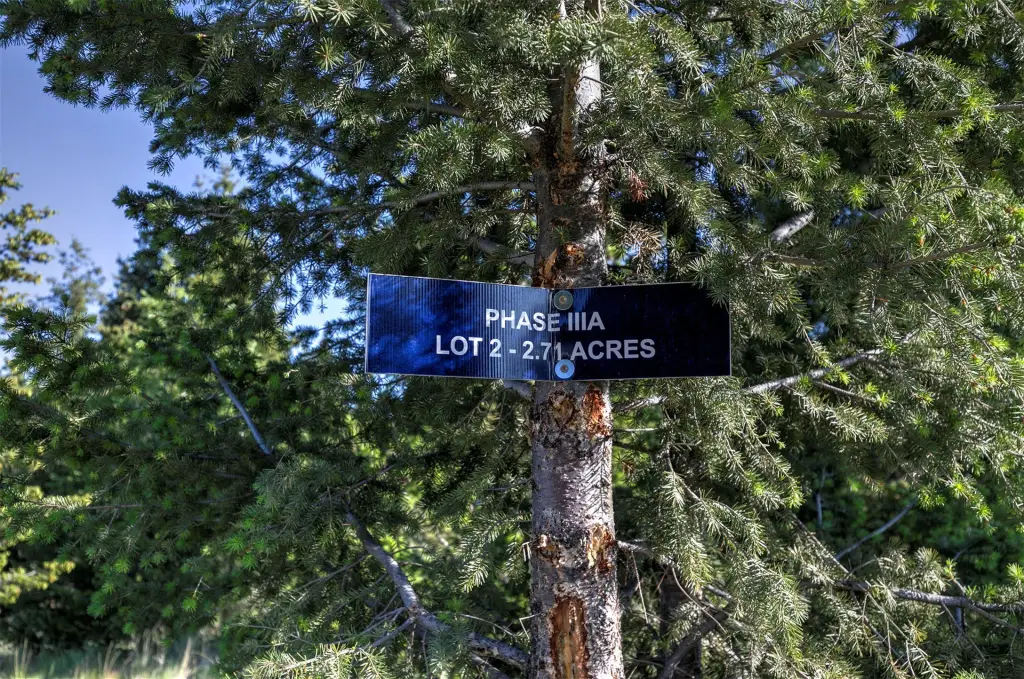 PHASE IIIA
LOT 2 - 2.71 ACRES